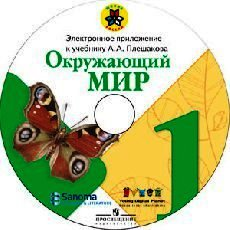 Электронное приложение
к учебнику А.А. Плешакова
Окружающий
МИР
1
Sanoma
ПРОСВЕЩЕНИЕ